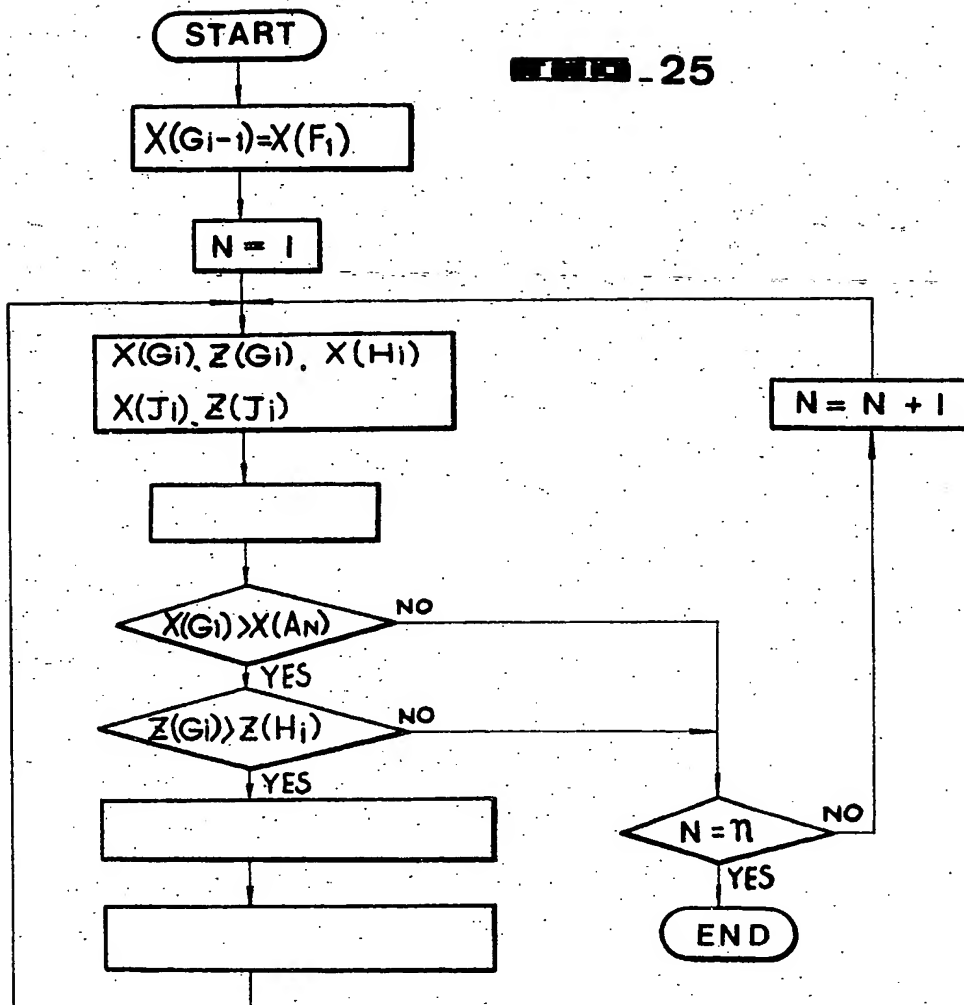 START
-25
X(Gi-1)=X(F1)
N = 1
X(Gi). Z(Gi). X(Hi)
X(Ji). Z(Ji)
N = N + 1
X(Gi)>X(AN)
NO
YES
Z(Gi)>Z(Hi)
NO
YES
N = n
NO
YES
END